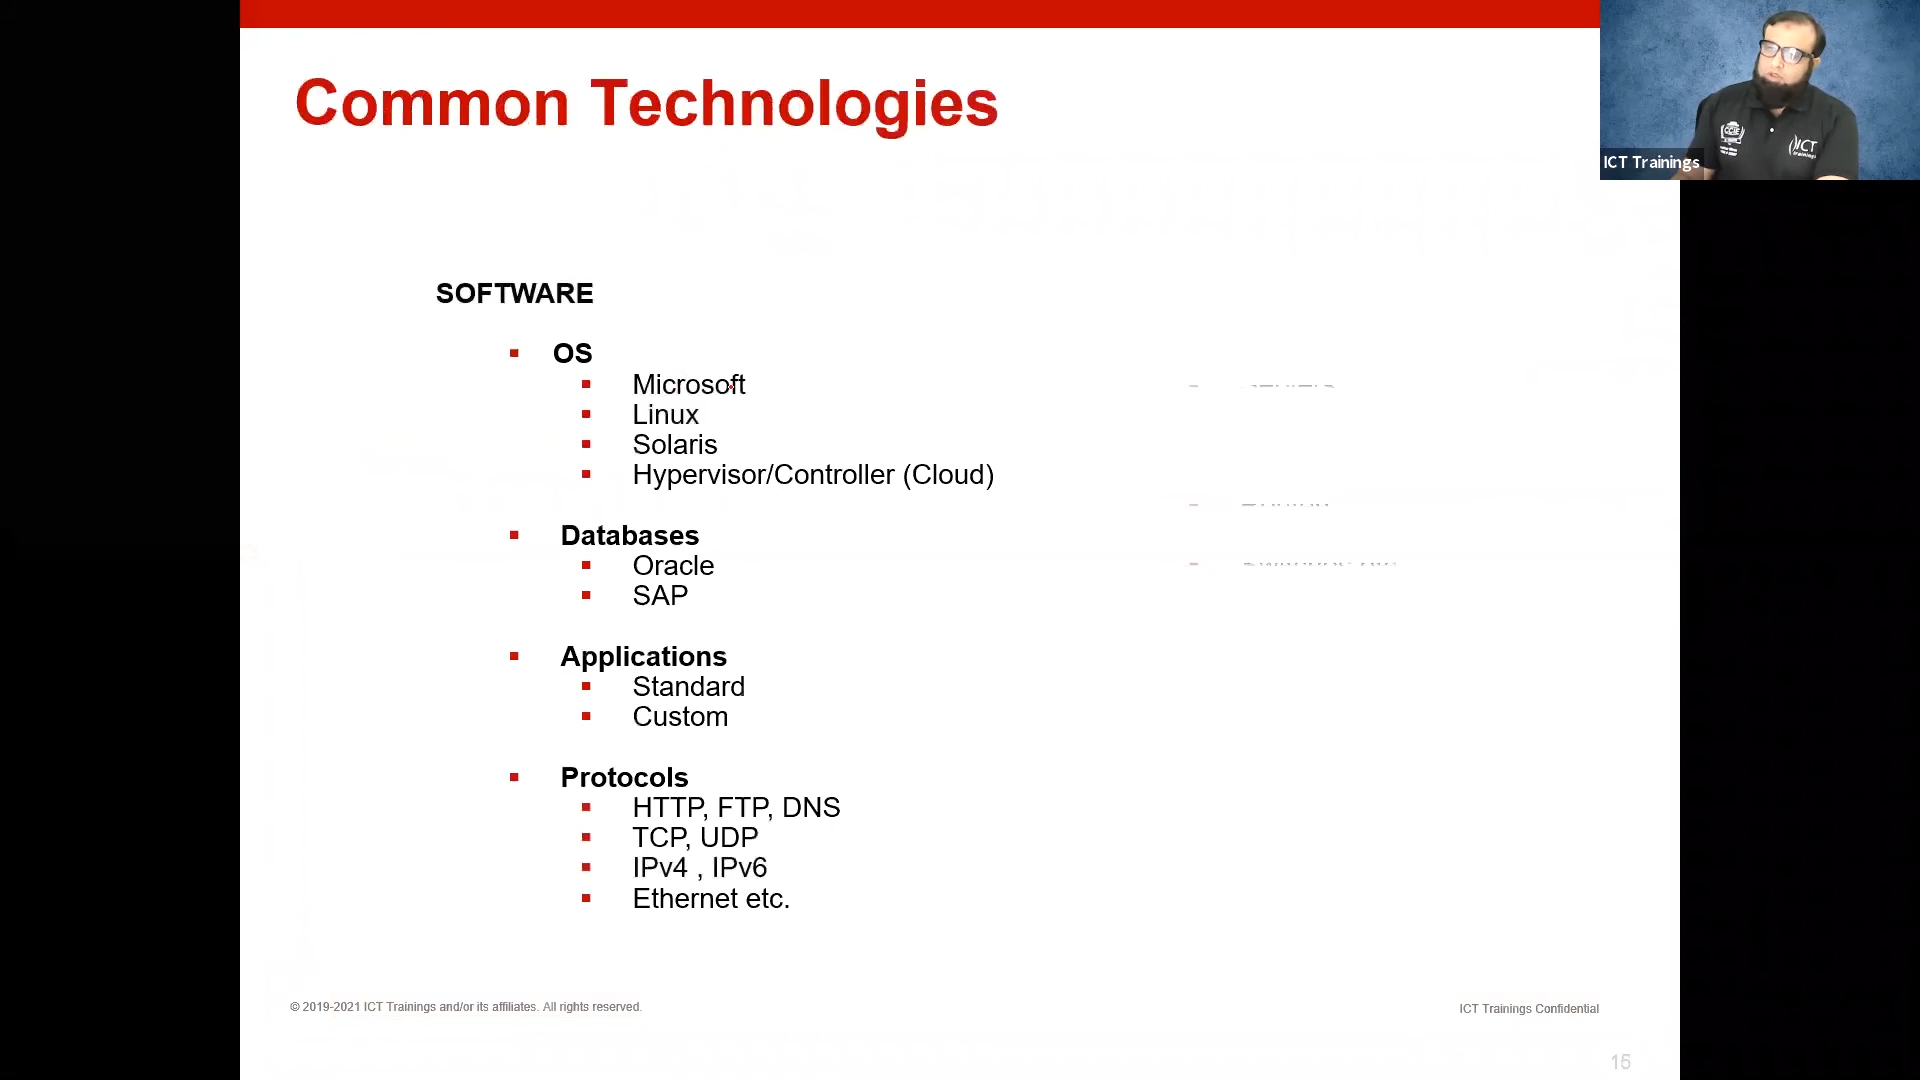 Common Technologies
ICT Trainings
CCIE
ICT
SOFTWARE
▪ OS
▪ Microsoft
▪ Linux
▪ Solaris
▪ Hypervisor/Controller (Cloud)
▪ Databases
▪ Oracle
▪ SAP
▪ Applications
▪ Standard
▪ Custom
▪ Protocols
▪ HTTP, FTP, DNS
▪ TCP, UDP
▪ IPv4 , IPv6
▪ Ethernet etc.
© 2019-2021 ICT Trainings and/or its affiliates. All rights reserved.
ICT Trainings Confidential
15